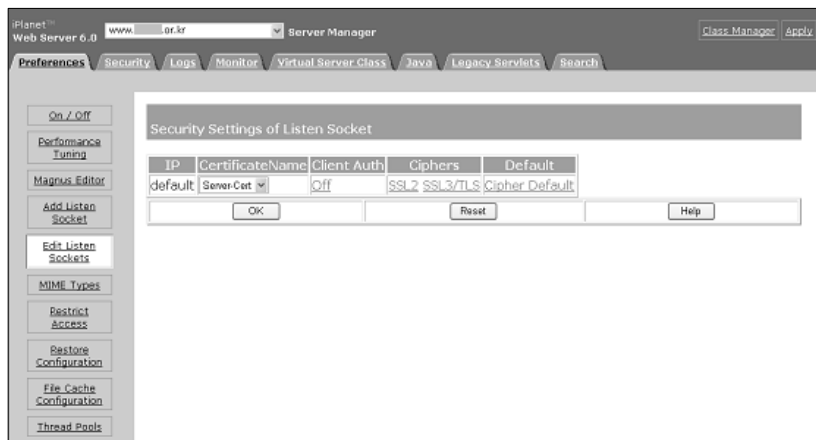 iPlanet™
Web Server 6.0
www. .or.kr
Server Manager
Class Manager
Apply
Preferences
Security
Logs
Monitor
Virtual Server Class
Java
Legacy Servlets
Search
On / Off
Performance
Tuning
Magnus Editor
Add Listen
Socket
Edit Listen
Sockets
MIME Types
Restrict
Access
Restore
Configuration
File Cache
Configuration
Thread Pools
Security Settings of Listen Socket
IP CertificateName Client Auth Ciphers Default
default Server-Cert Off SSL2 SSL3/TLS Cipher Default
OK Reset Help